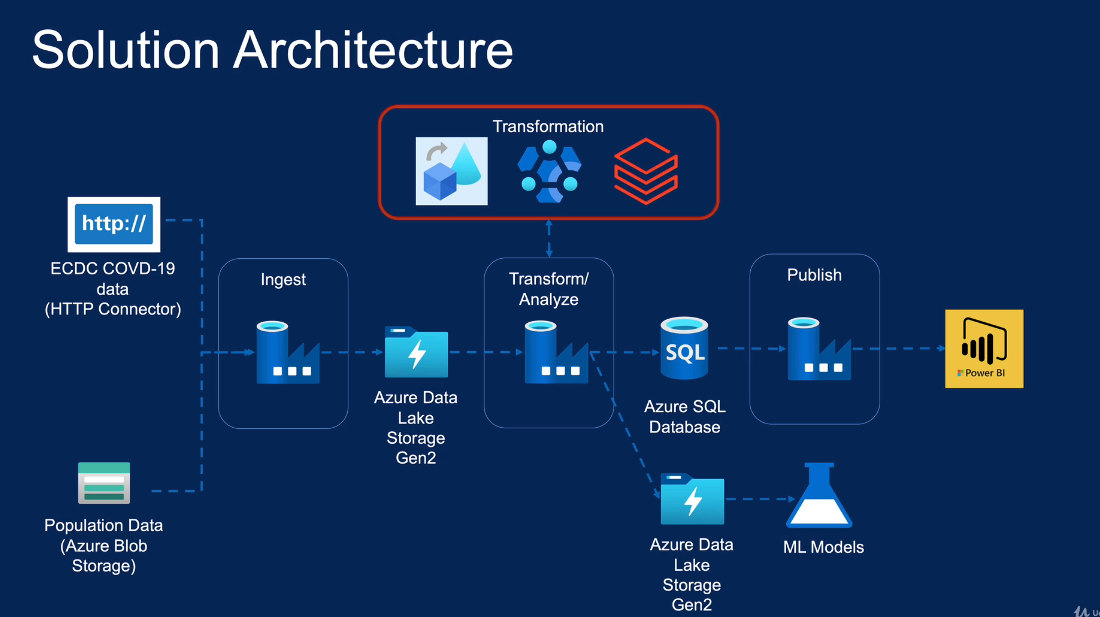 Solution Architecture
Transformation
http://
ECDC COVD-19
data
(HTTP Connector)
Ingest
Transform/
Analyze
Publish
SQL
Power BI
Azure Data
Lake
Storage
Gen2
Azure SQL
Database
Population Data
(Azure Blob
Storage)
Azure Data
Lake
Storage
Gen2
ML Models